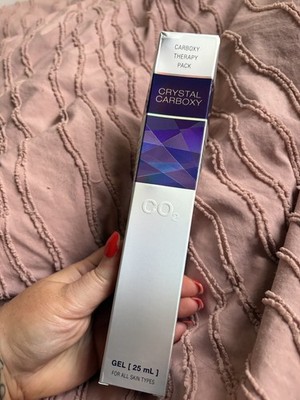 CARBOXY
THERAPY
PACK
CRYSTAL
CARBOXY
CO₂
GEL [ 25 mL ]
FOR ALL SKIN TYPES